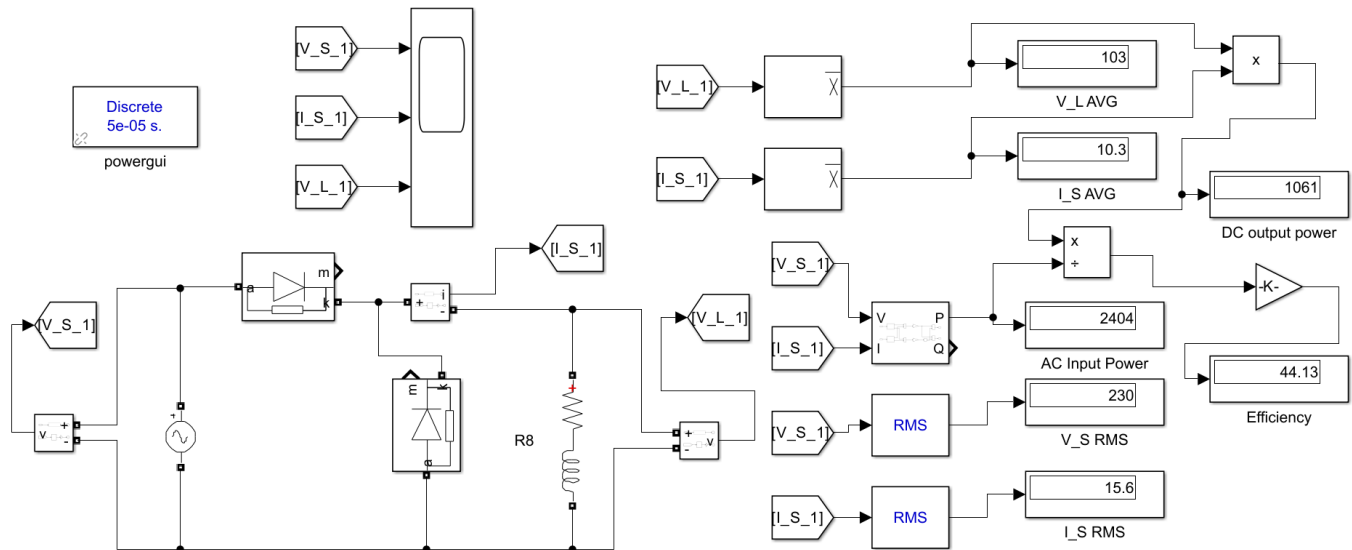 [V_S_1]
[I_S_1]
[V_L_1]
Discrete
5e-05 s.
powergui
[V_L_1]
X
103
V_L AVG
x
[I_S_1]
X
10.3
I_S AVG
1061
DC output power
[V_S_1]
a
m
k
i
+
-
[I_S_1]
+
v
-
+
m
k
a
+
R8
[V_L_1]
+
v
-
[V_S_1]
[I_S_1]
V
I
P
Q
x
÷
-K-
2404
AC Input Power
44.13
Efficiency
[V_S_1]
RMS
230
V_S RMS
[I_S_1]
RMS
15.6
I_S RMS